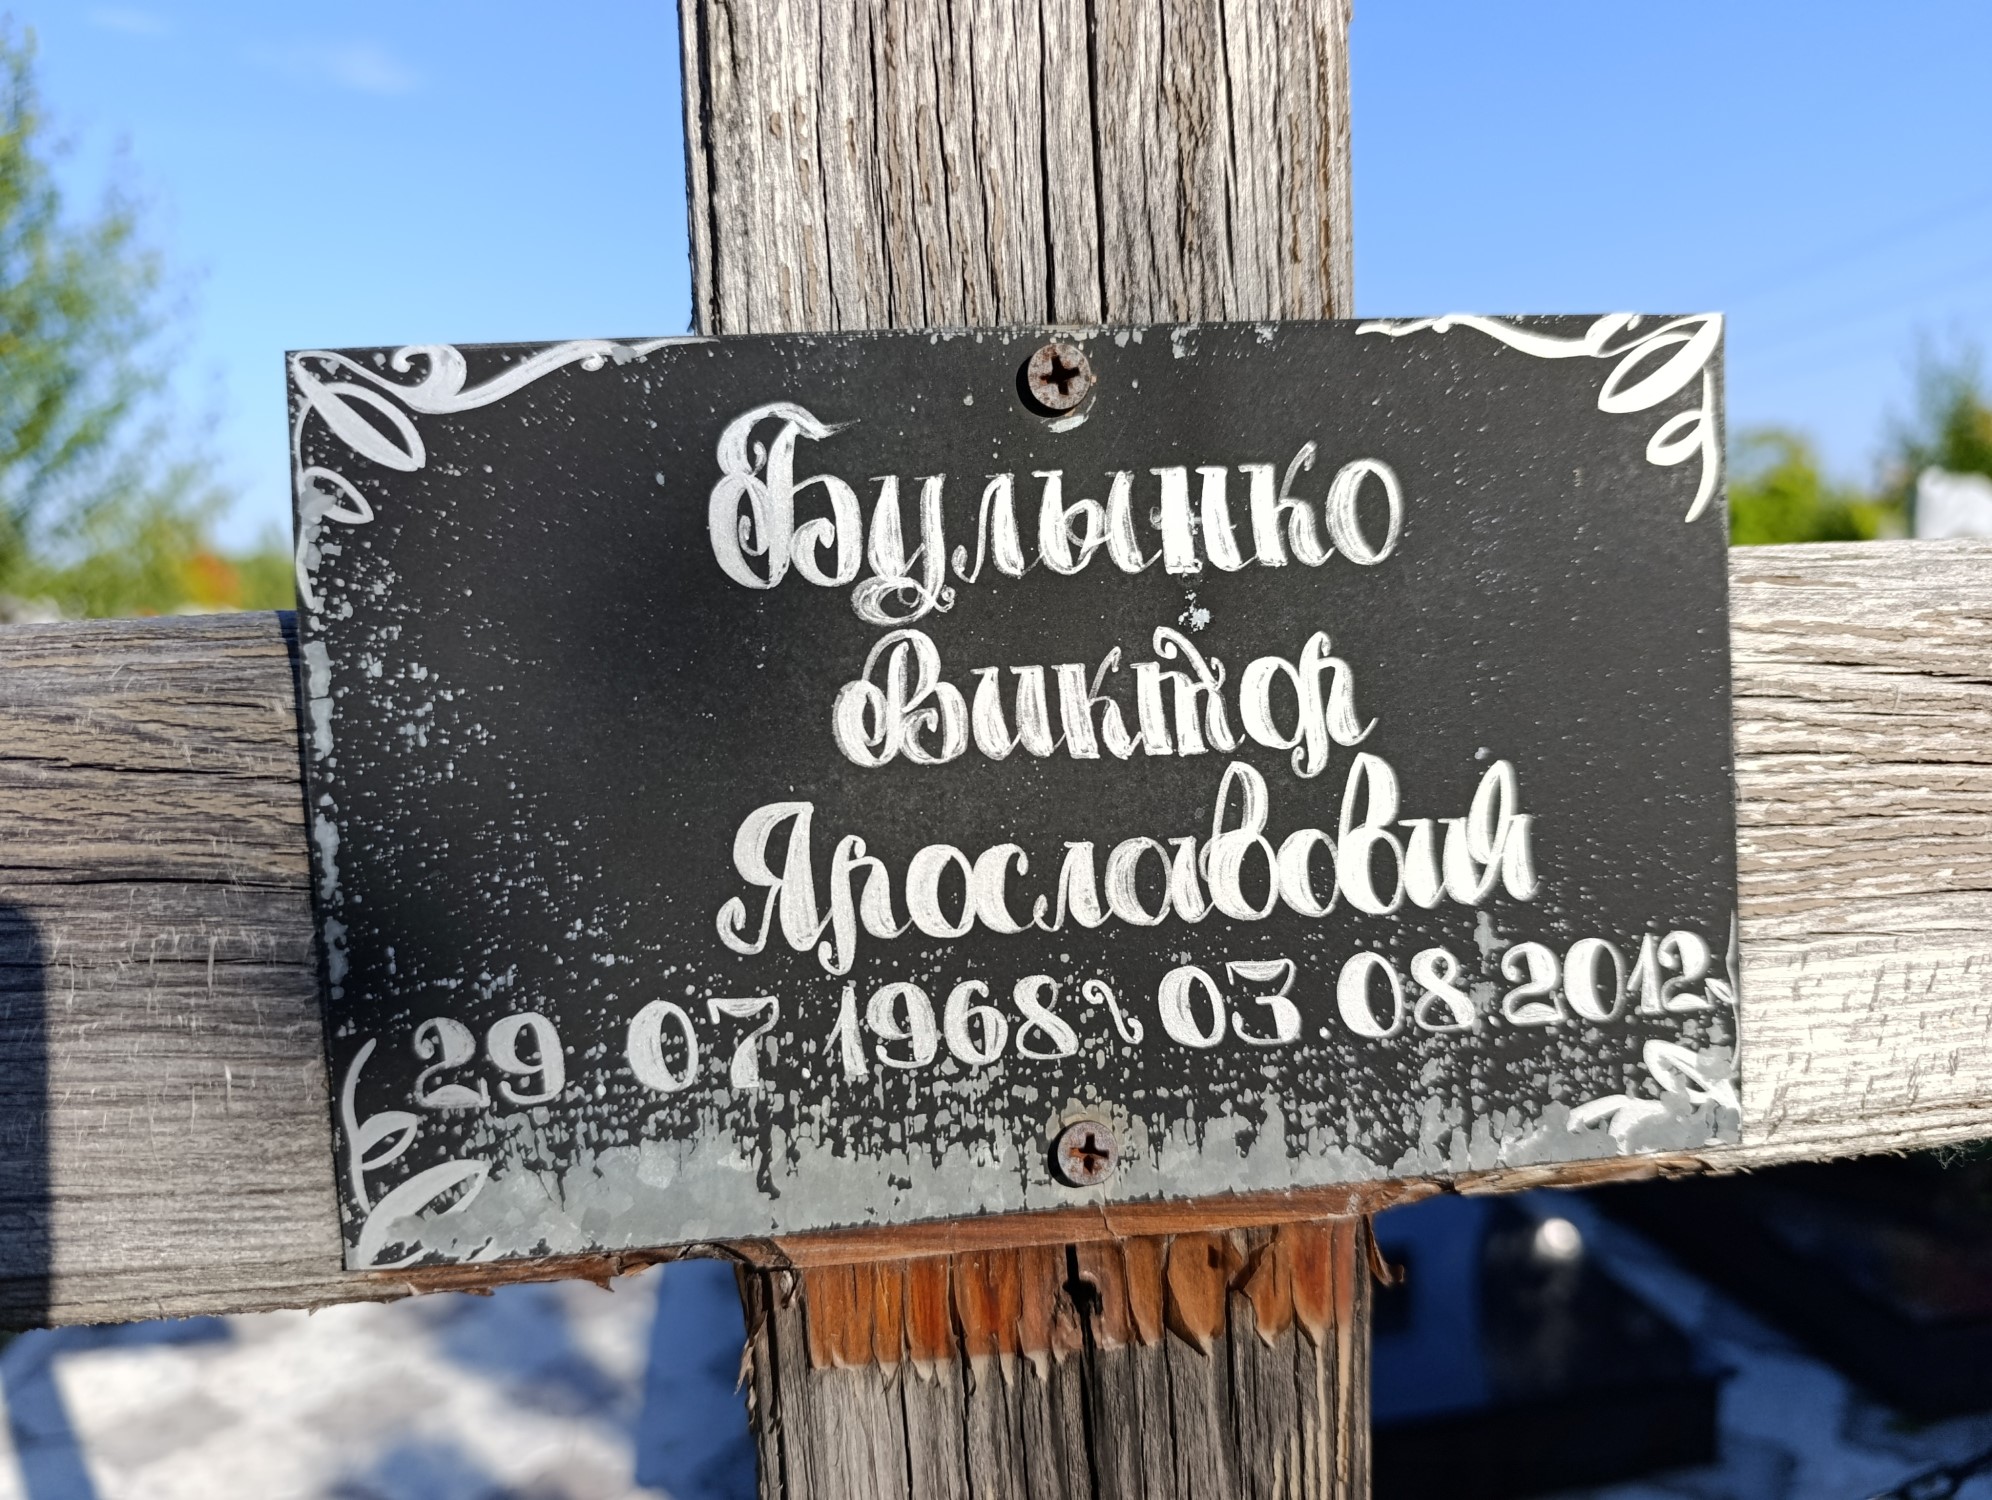 Булынко
Виктор
Ярославович
29 07 1968 ~ 03.08 2012